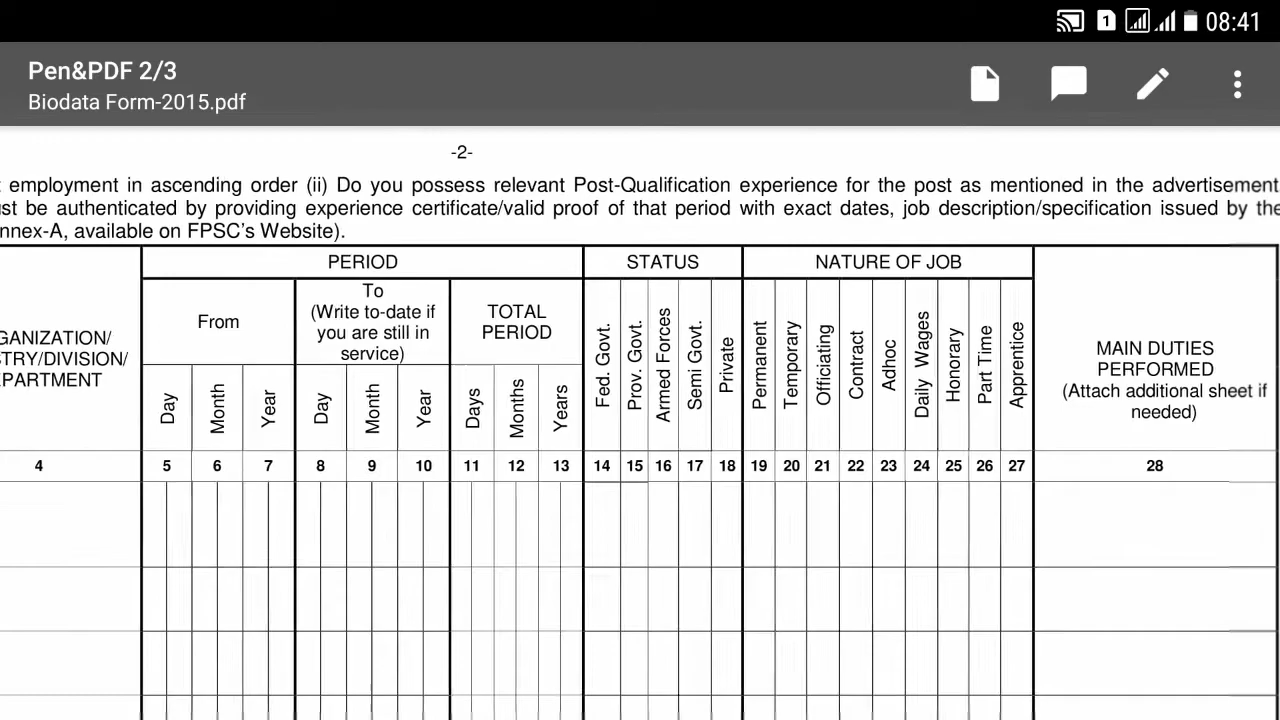 1 08:41
Pen&PDF 2/3
Biodata Form-2015.pdf
-2-
employment in ascending order (ii) Do you possess relevant Post-Qualification experience for the post as mentioned in the advertisement
ust be authenticated by providing experience certificate/valid proof of that period with exact dates, job description/specification issued by the
nnex-A, available on FPSC's Website).
GANIZATION/
STRY/DIVISION/
EPARTMENT
PERIOD
STATUS
NATURE OF JOB
From
To
(Write to-date if
you are still in
service)
TOTAL
PERIOD
Day
Month
Year
Day
Month
Year
Days
Months
Years
Fed. Govt.
Prov. Govt.
Armed Forces
Semi Govt.
Private
Permanent
Temporary
Officiating
Contract
Adhoc
Daily Wages
Honorary
Part Time
Apprentice
MAIN DUTIES
PERFORMED
(Attach additional sheet if
needed)
4 5 6 7 8 9 10 11 12 13 14 15 16 17 18 19 20 21 22 23 24 25 26 27 28